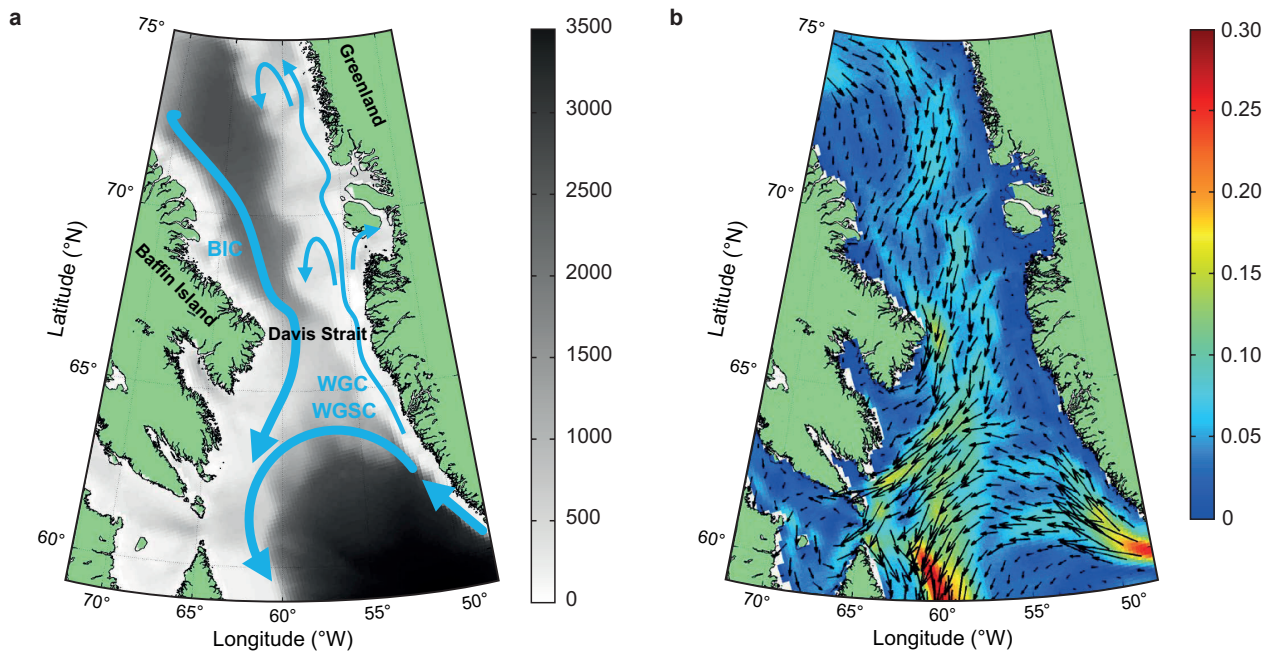 a
75°
70°
65°
60°
Latitude (°N)
70°
65°
60°
55°
50°
Longitude (°W)
Greenland
Baffin Island
BIC
Davis Strait
WGC
WGSC
3500
3000
2500
2000
1500
1000
500
0
b
75°
70°
65°
60°
Latitude (°N)
70°
65°
60°
55°
50°
Longitude (°W)
0.30
0.25
0.20
0.15
0.10
0.05
0